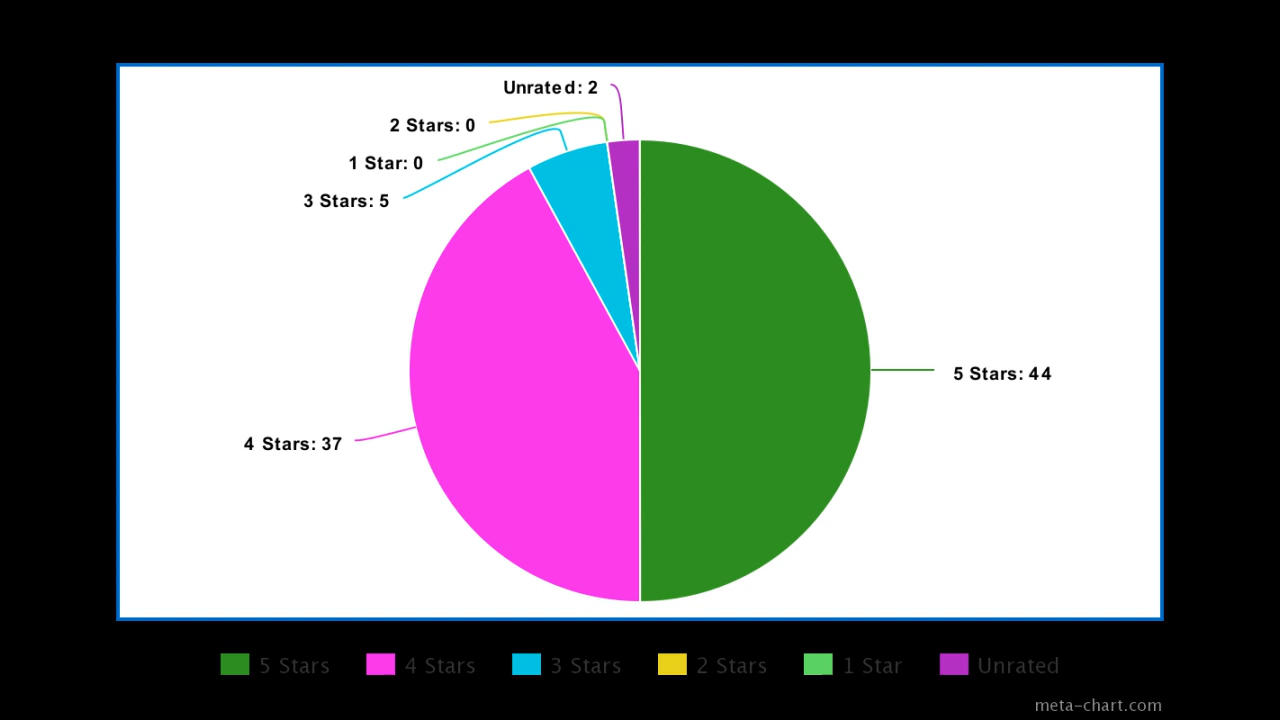 Unrated: 2
2 Stars: 0
1 Star: 0
3 Stars: 5
5 Stars: 44
4 Stars: 37
5 Stars
4 Stars
3 Stars
2 Stars
1 Star
Unrated
meta-chart.com